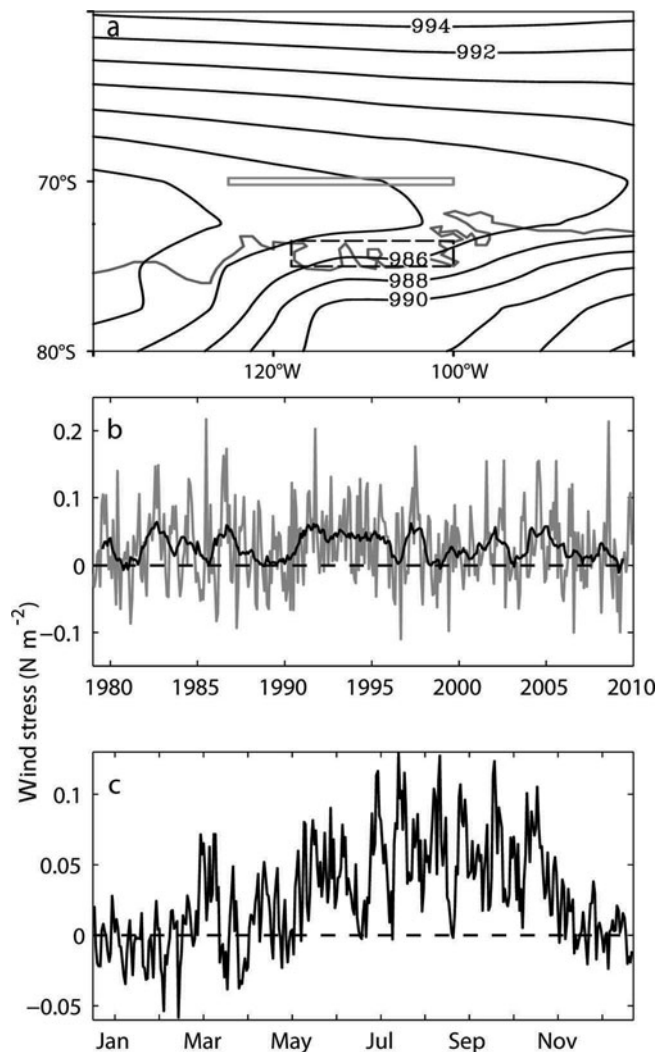 a
994
992
70°S
986
988
990
80°S
120°W 100°W
b
0.2
0.1
0
−0.1
1980 1985 1990 1995 2000 2005 2010
Wind stress (N m -2)
c
0.1
0.05
0
−0.05
Jan Mar May Jul Sep Nov